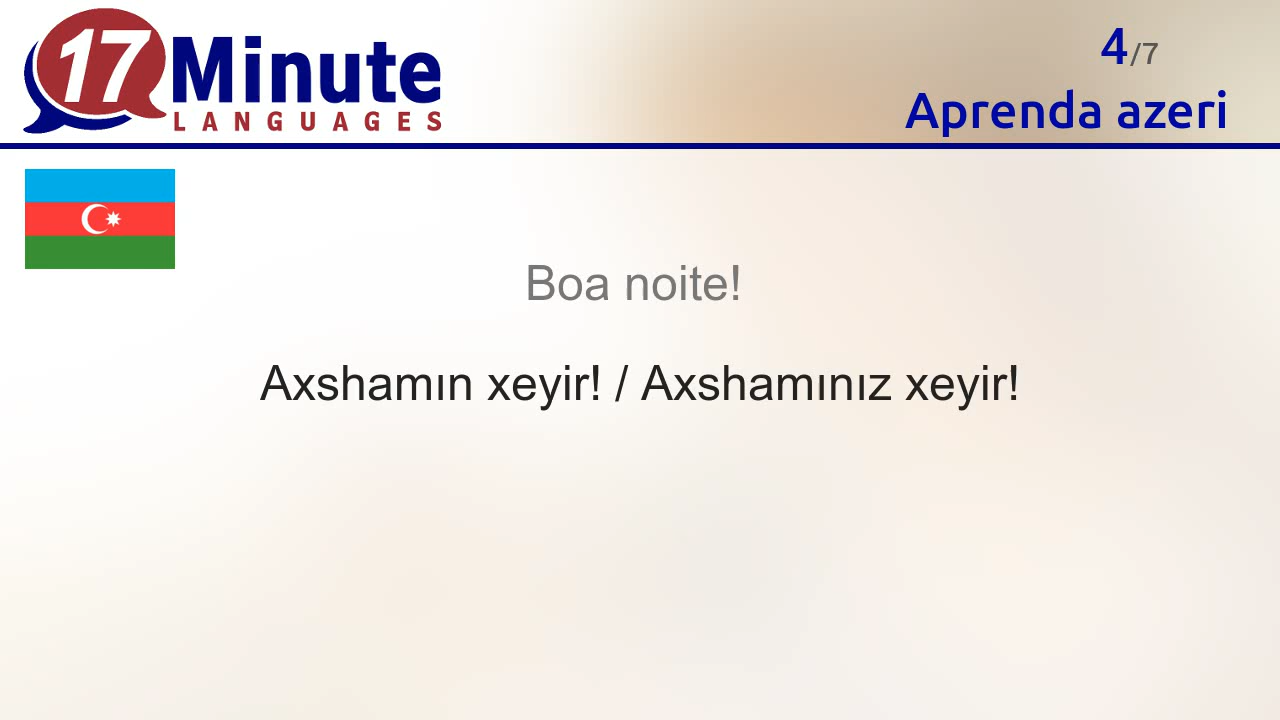 17 Minute
LANGUAGES
4/7
Aprenda azeri
Boa noite!
Axshamın xeyir! / Axshamınız xeyir!